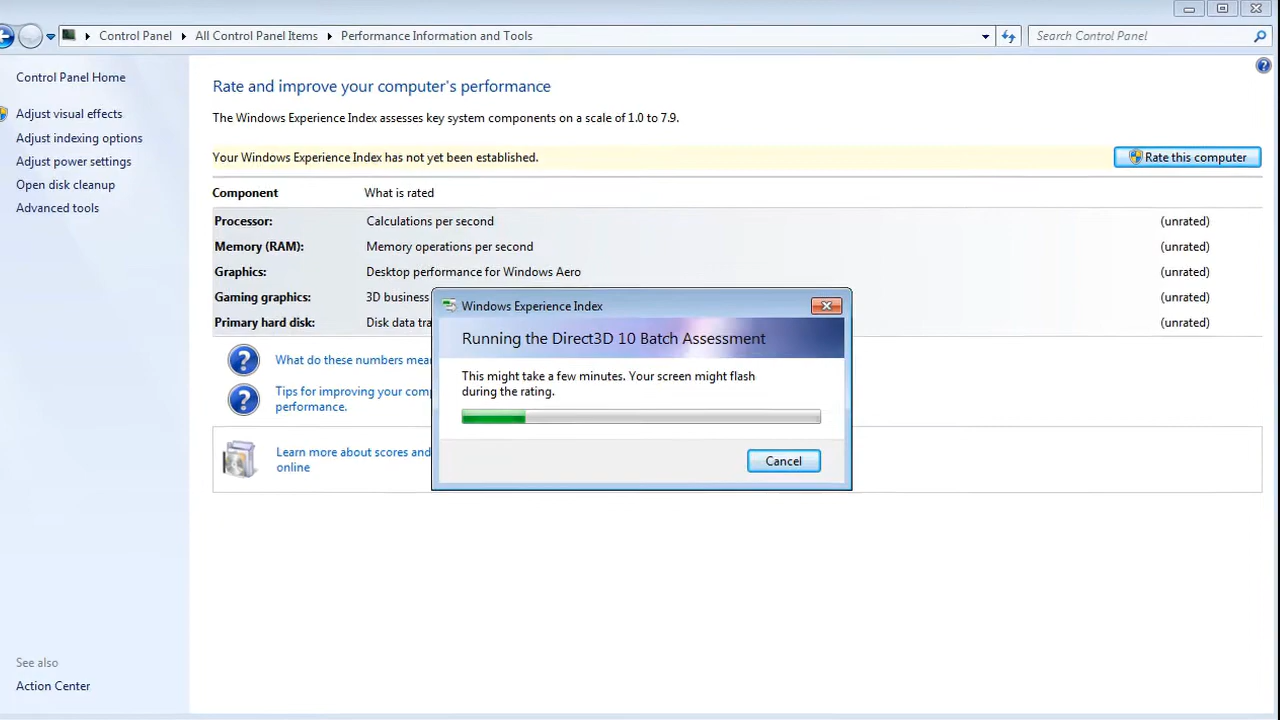 Control Panel
All Control Panel Items
Performance Information and Tools
Search Control Panel
Control Panel Home
Adjust visual effects
Adjust indexing options
Adjust power settings
Open disk cleanup
Advanced tools
See also
Action Center
Rate and improve your computer's performance
The Windows Experience Index assesses key system components on a scale of 1.0 to 7.9.
Your Windows Experience Index has not yet been established.
Rate this computer
Component What is rated
Processor: Calculations per second (unrated)
Memory (RAM): Memory operations per second (unrated)
Graphics: Desktop performance for Windows Aero (unrated)
Gaming graphics: 3D business (unrated)
Primary hard disk: Disk data (unrated)
What do these numbers
Tips for improving your
performance.
Learn more about scores and
online
Windows Experience Index
Running the Direct3D 10 Batch Assessment
This might take a few minutes. Your screen might flash
during the rating.
Cancel